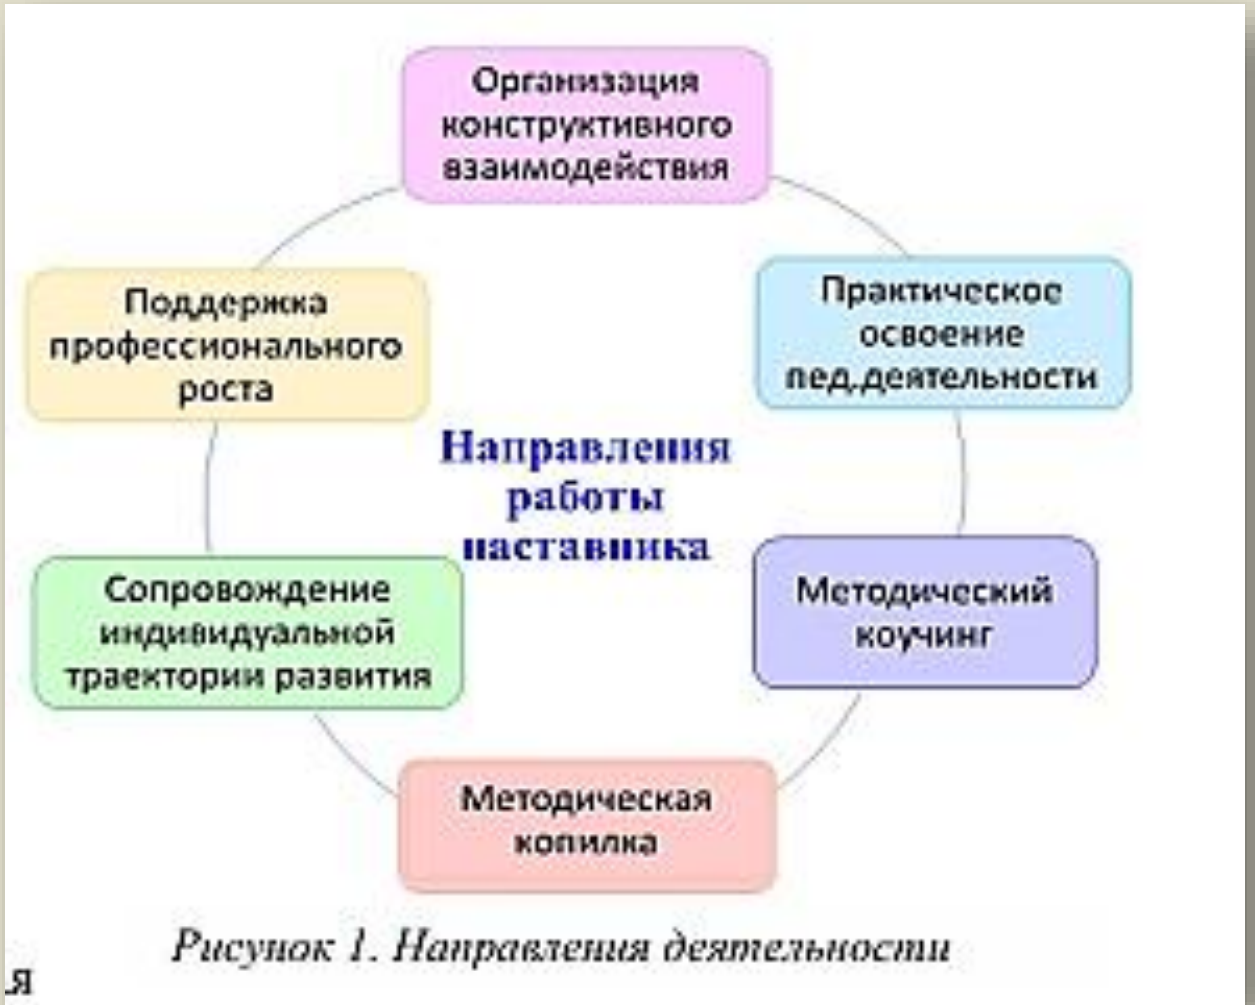 Организация
конструктивного
взаимодействия
Практическое
освоение
пед.деятельности
Методический
коучинг
Методическая
копилка
Сопровождение
индивидуальной
траектории развития
Поддержка
профессионального
роста
Направления
работы
наставника
Рисунок 1. Направления деятельности
.я